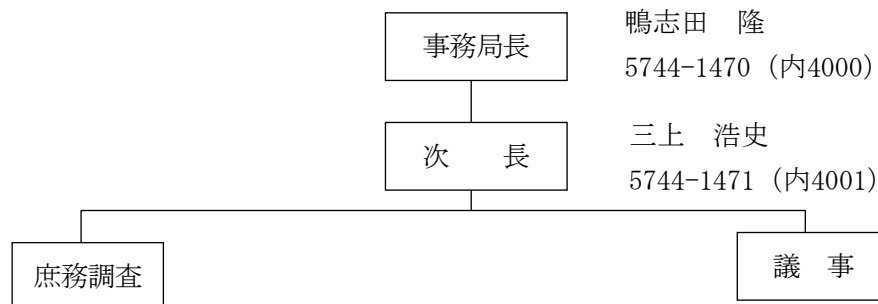 事務局長
鴨志田　隆
5744-1470（内4000）
次　　長
三上　浩史
5744-1471（内4001）
庶務調査
議　事